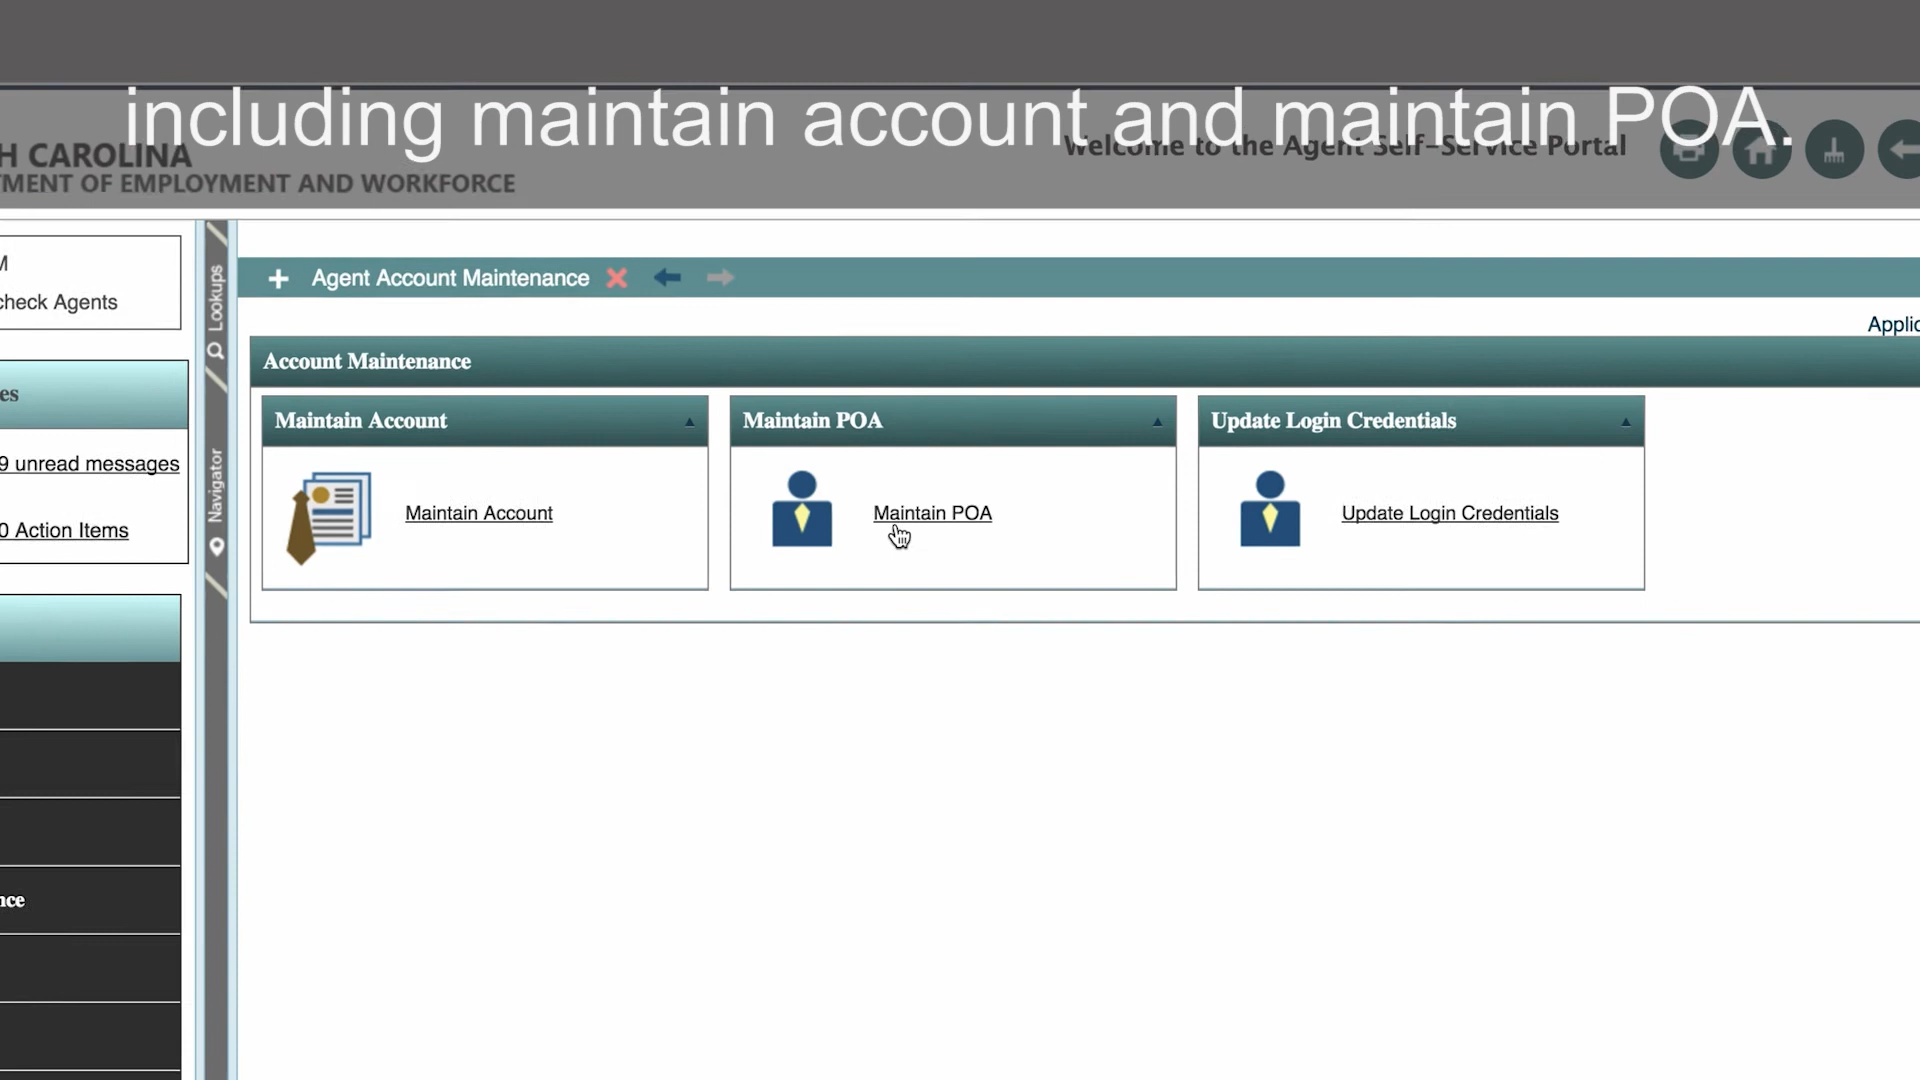 including maintain account and maintain POA.
H CAROLINA
MENT OF EMPLOYMENT AND WORKFORCE
Welcome to the Agent Self-Service Portal
M
check Agents
es
9 unread messages
0 Action Items
nce
Lookups
Navigator
Agent Account Maintenance
Applic
Account Maintenance
Maintain Account
Maintain POA
Update Login Credentials
Maintain Account
Maintain POA
Update Login Credentials